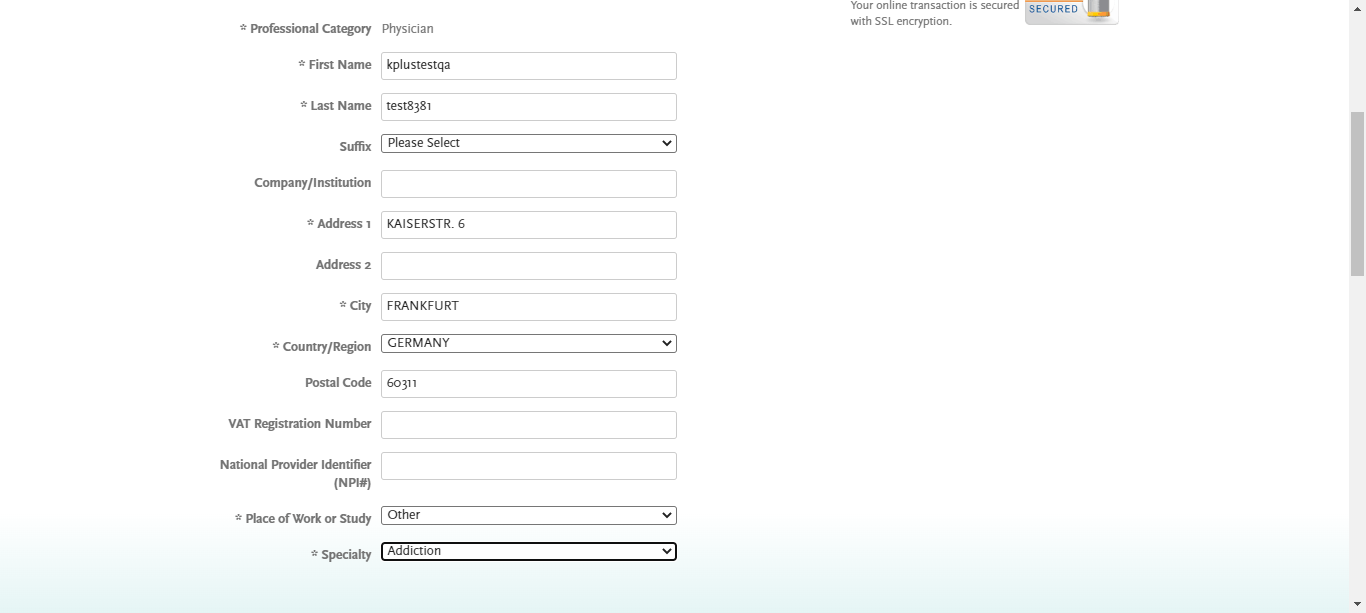 Your online transaction is secured
with SSL encryption.
SECURED
* Professional Category Physician
* First Name kplustestqa
* Last Name test8381
Suffix Please Select
Company/Institution
* Address 1 KAISERSTR. 6
Address 2
* City FRANKFURT
* Country/Region GERMANY
Postal Code 60311
VAT Registration Number
National Provider Identifier
(NPI#)
* Place of Work or Study Other
* Specialty Addiction